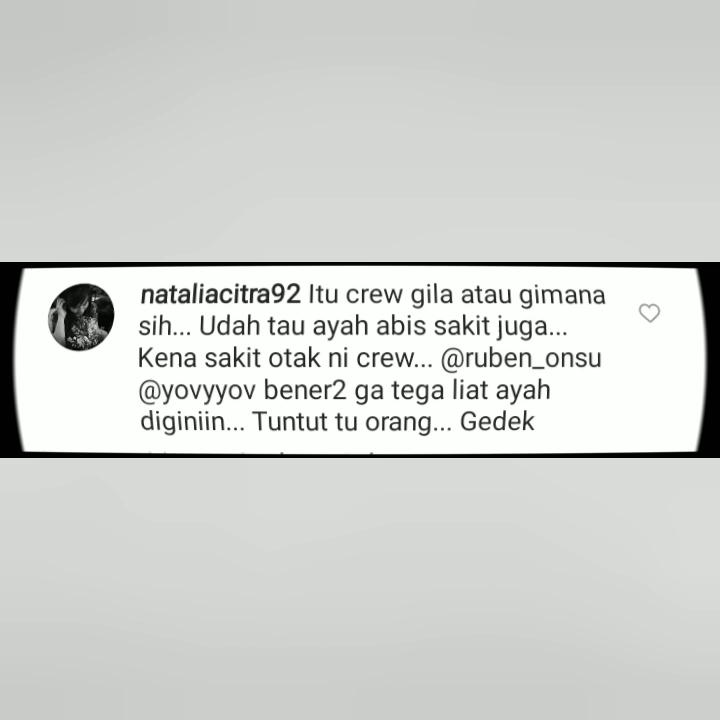 nataliacitra92 Itu crew gila atau gimana
sih... Udah tau ayah abis sakit juga...
Kena sakit otak ni crew... @ruben_onsu
@yovyyov bener2 ga tega liat ayah
diginiin... Tuntut tu orang... Gedek